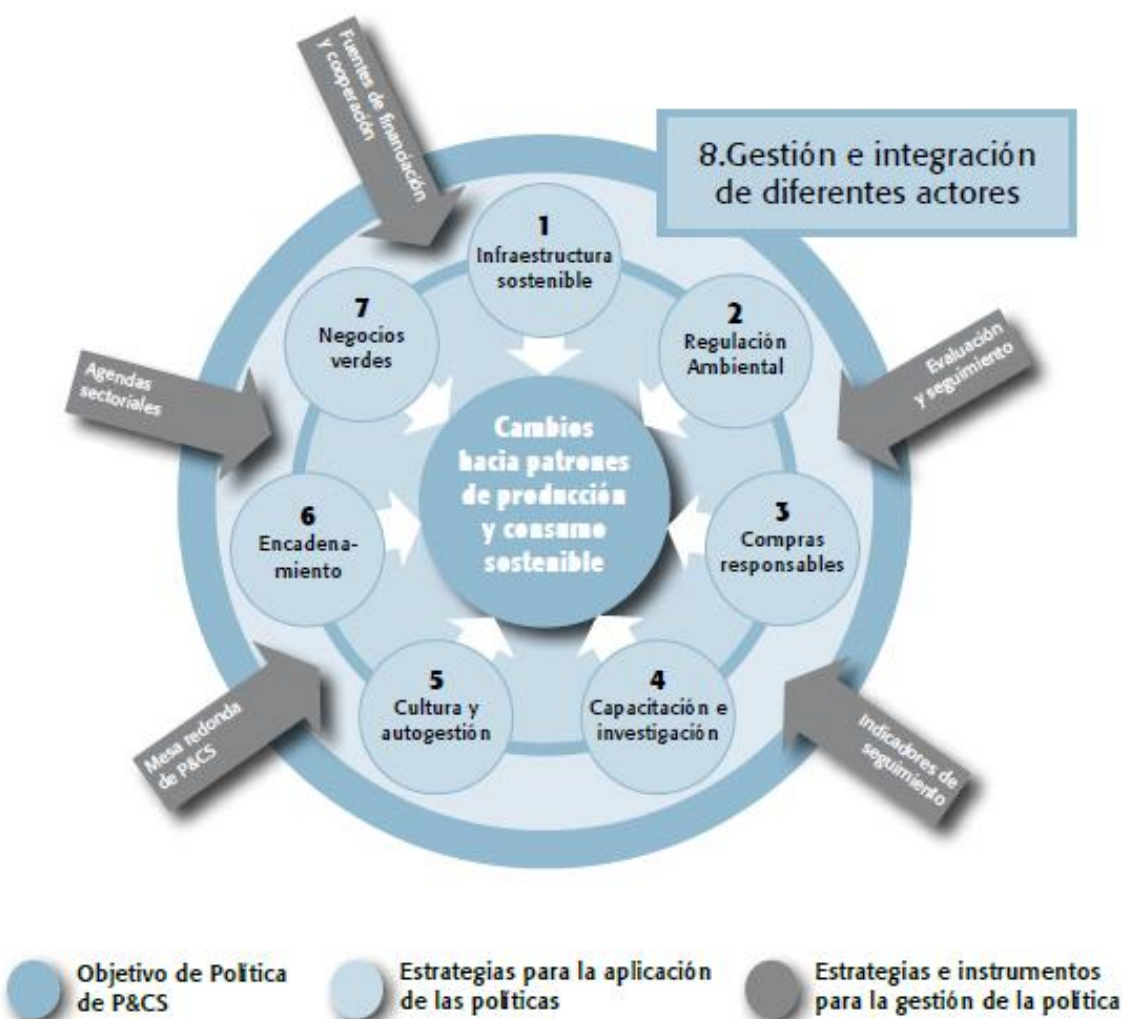 Fuentes de financiación
y cooperación
8.Gestión e integración
de diferentes actores
1
Infraestructura
sostenible
7
Negocios
verdes
2
Regulación
Ambiental
Agendas
sectoriales
Evaluación
y seguimiento
Cambios
hacia patrones
de producción
y consumo
sostenible
6
Encadena-
miento
3
Compras
responsables
5
Cultura y
autogestión
4
Capacitación e
investigación
Mesa redonda
de P&CS
Indicadores de
seguimiento
Objetivo de Política
de P&CS
Estrategias para la aplicación
de las políticas
Estrategias e instrumentos
para la gestión de la política